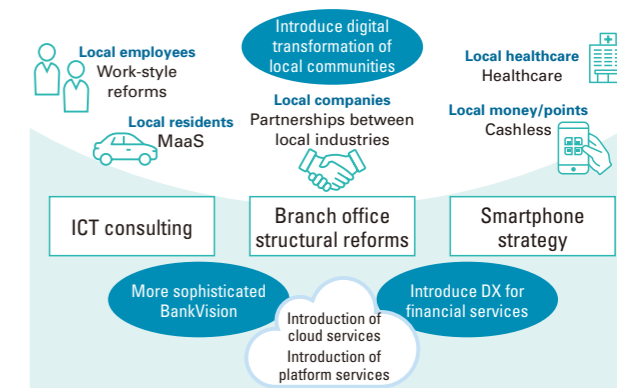 Introduce digital
transformation of
local communities
Local employees
Work-style
reforms
Local residents
MaaS
Local companies
Partnerships between
local industries
Local healthcare
Healthcare
Local money/points
Cashless
ICT consulting
Branch office
structural reforms
Smartphone
strategy
More sophisticated
BankVision
Introduction of
cloud services
Introduction of
platform services
Introduce DX for
financial services